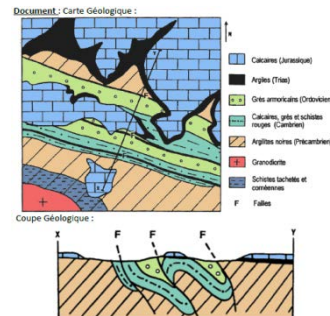 Document : Carte Géologique :
N
Calcaires (Jurassique)
Argiles (Trias)
Grès armoricains (Ordovicien)
Calcaires, grès et schistes
rouges (Cambrien)
Argilites noires (Précambrien)
Granodiorite
Schistes tachetés et
cornéennes
F Failles
Coupe Géologique :
X F F F Y